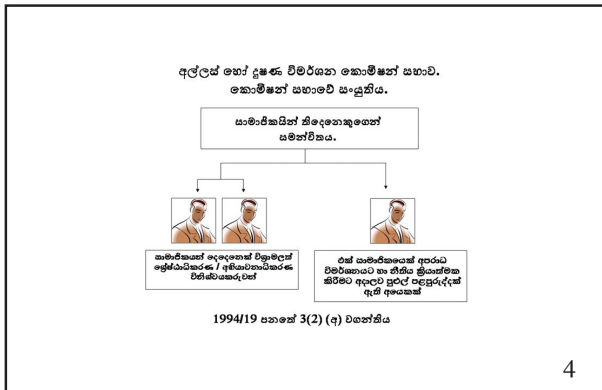 අල්ලස් හෝ දූෂණ විමර්ශන කොමිෂන් සභාව.
කොමිෂන් සභාවේ සංයුතිය.
සාමාජිකයින් තිදෙනෙකුගෙන්
සමන්විතය.
සාමාජිකයන් දෙදෙනෙක් විශ්‍රාමලත්
ශ්‍රේෂ්ඨාධිකරණ / අභියාචනාධිකරණ
විනිශ්චයකරුවන්
එක් සාමාජිකයෙක් අපරාධ
විමර්ශනයට හා නීතිය ක්‍රියාත්මක
කිරීමට අදාලව පුළුල් පළපුරුද්දක්
ඇති අයෙකක්
1994/19 පනතේ 3(2) (අ) වගන්තිය
4